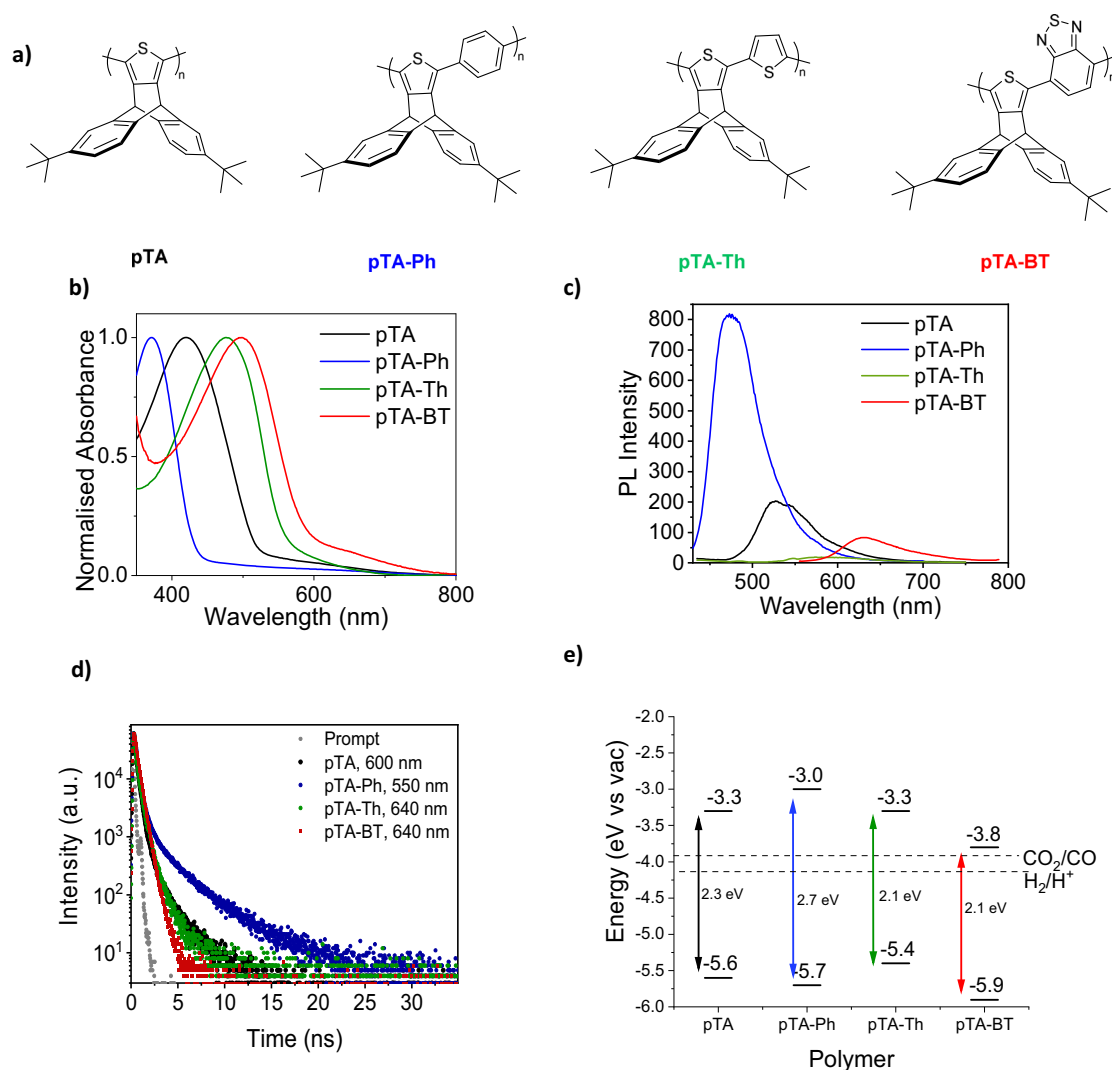 a)
S
n
S
n
S
S
n
S
N
N
S
n
pTA
pTA-Ph
pTA-Th
pTA-BT
b)
Normalised Absorbance
1.0
0.5
0.0
400
600
800
Wavelength (nm)
pTA
pTA-Ph
pTA-Th
pTA-BT
c)
PL Intensity
800
700
600
500
400
300
200
100
0
500
600
700
800
Wavelength (nm)
pTA
pTA-Ph
pTA-Th
pTA-BT
d)
Intensity (a.u.)
10⁴
10³
10²
10¹
0
5
10
15
20
25
30
35
Time (ns)
Prompt
pTA, 600 nm
pTA-Ph, 550 nm
pTA-Th, 640 nm
pTA-BT, 640 nm
e)
Energy (eV vs vac)
-2.0
-2.5
-3.0
-3.5
-4.0
-4.5
-5.0
-5.5
-6.0
-3.3
-3.0
-3.3
-3.8
CO₂/CO
H₂/H⁺
2.3 eV
2.7 eV
2.1 eV
2.1 eV
-5.6
-5.7
-5.4
-5.9
pTA
pTA-Ph
pTA-Th
pTA-BT
Polymer